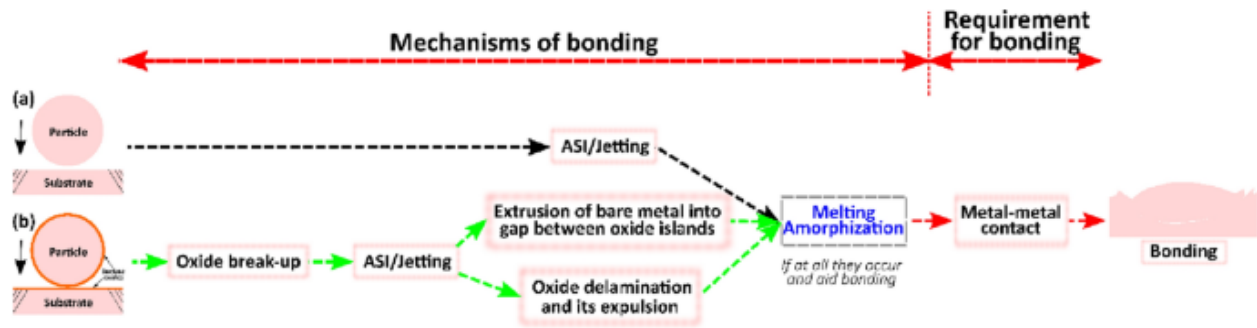 Mechanisms of bonding
Requirement
for bonding
(a)
Particle
Substrate
ASI/Jetting
(b)
Particle
Substrate
Oxide break-up
ASI/Jetting
Extrusion of bare metal into
gap between oxide islands
Oxide delamination
and its expulsion
Melting
Amorphization
If at all they occur
and aid bonding
Metal-metal
contact
Bonding